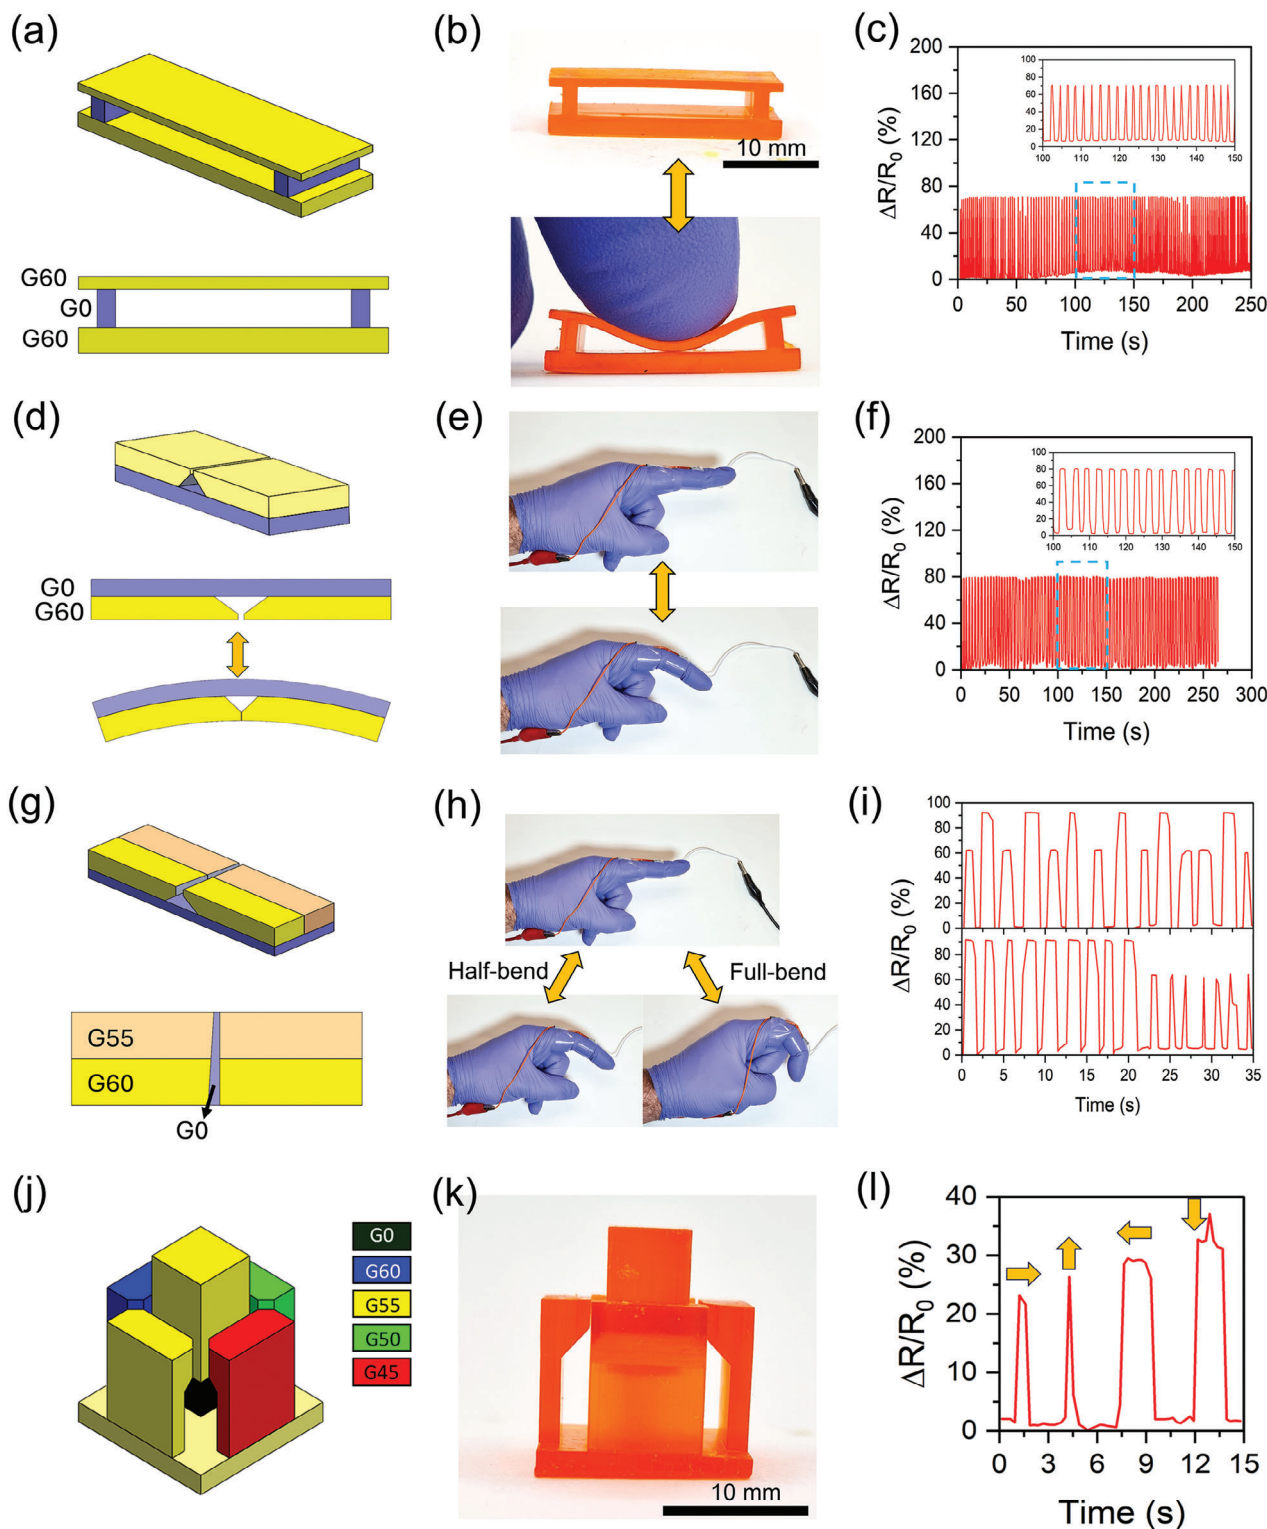 (a)
G60
G0
G60
(b)
10 mm
(c)
ΔR/R0 (%)
200
160
120
80
40
0
0 50 100 150 200 250
Time (s)
100
80
60
40
20
0
100 110 120 130 140 150
(d)
G0
G60
(e)
(f)
ΔR/R0 (%)
200
160
120
80
40
0
0 50 100 150 200 250 300
Time (s)
100
80
60
40
20
0
100 110 120 130 140 150
(g)
G55
G60
G0
(h)
Half-bend
Full-bend
(i)
ΔR/R0 (%)
100
80
60
40
20
0
ΔR/R0 (%)
80
60
40
20
0
0 5 10 15 20 25 30 35
Time (s)
(j)
G0
G60
G55
G50
G45
(k)
10 mm
(l)
ΔR/R0 (%)
40
30
20
10
0
0 3 6 9 12 15
Time (s)